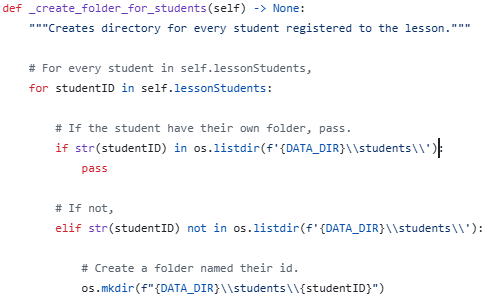 def _create_folder_for_students(self) -> None:
    """Creates directory for every student registered to the lesson."""

    # For every student in self.lessonStudents,
    for studentID in self.lessonStudents:

        # If the student have their own folder, pass.
        if str(studentID) in os.listdir(f'{DATA_DIR}\\students\\'):
            pass

        # If not,
        elif str(studentID) not in os.listdir(f'{DATA_DIR}\\students\\'):

            # Create a folder named their id.
            os.mkdir(f"{DATA_DIR}\\students\\{studentID}")